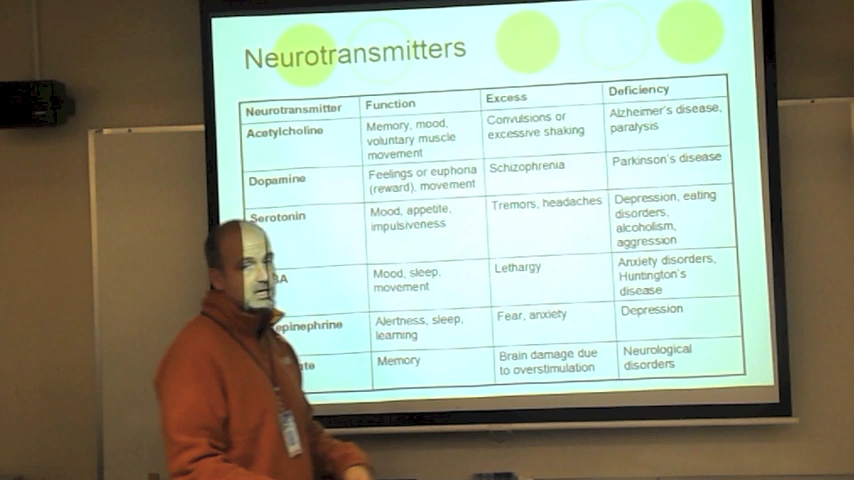 Neurotransmitters
Neurotransmitter Function Excess Deficiency
Acetylcholine
Memory, mood,
voluntary muscle
movement
Convulsions or
excessive shaking
Alzheimer's disease,
paralysis
Dopamine
Feelings or euphoria
(reward), movement
Schizophrenia
Parkinson's disease
Serotonin
Mood, appetite,
impulsiveness
Tremors, headaches
Depression, eating
disorders,
alcoholism,
aggression
BA
Mood, sleep,
movement
Lethargy
Anxiety disorders,
Huntington's
disease
epinephrine
Alertness, sleep,
learning
Fear, anxiety
Depression
te
Memory
Brain damage due
to overstimulation
Neurological
disorders